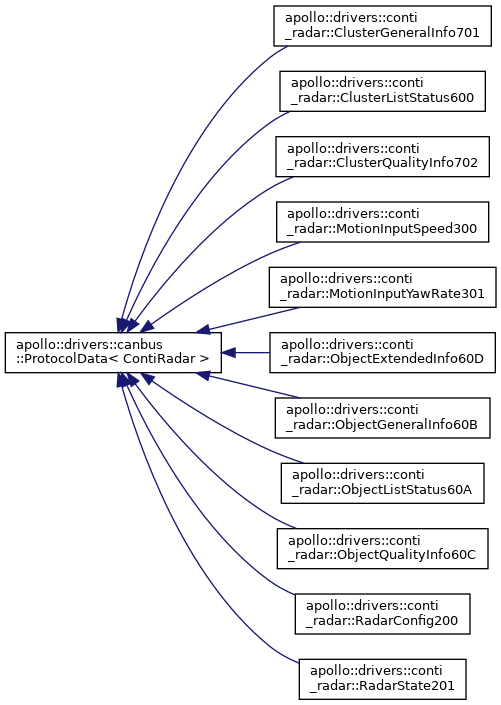 apollo::drivers::conti
_radar::ClusterGeneralInfo701
apollo::drivers::conti
_radar::ClusterListStatus600
apollo::drivers::conti
_radar::ClusterQualityInfo702
apollo::drivers::conti
_radar::MotionInputSpeed300
apollo::drivers::conti
_radar::MotionInputYawRate301
apollo::drivers::canbus
::ProtocolData< ContiRadar >
apollo::drivers::conti
_radar::ObjectExtendedInfo60D
apollo::drivers::conti
_radar::ObjectGeneralInfo60B
apollo::drivers::conti
_radar::ObjectListStatus60A
apollo::drivers::conti
_radar::ObjectQualityInfo60C
apollo::drivers::conti
_radar::RadarConfig200
apollo::drivers::conti
_radar::RadarState201